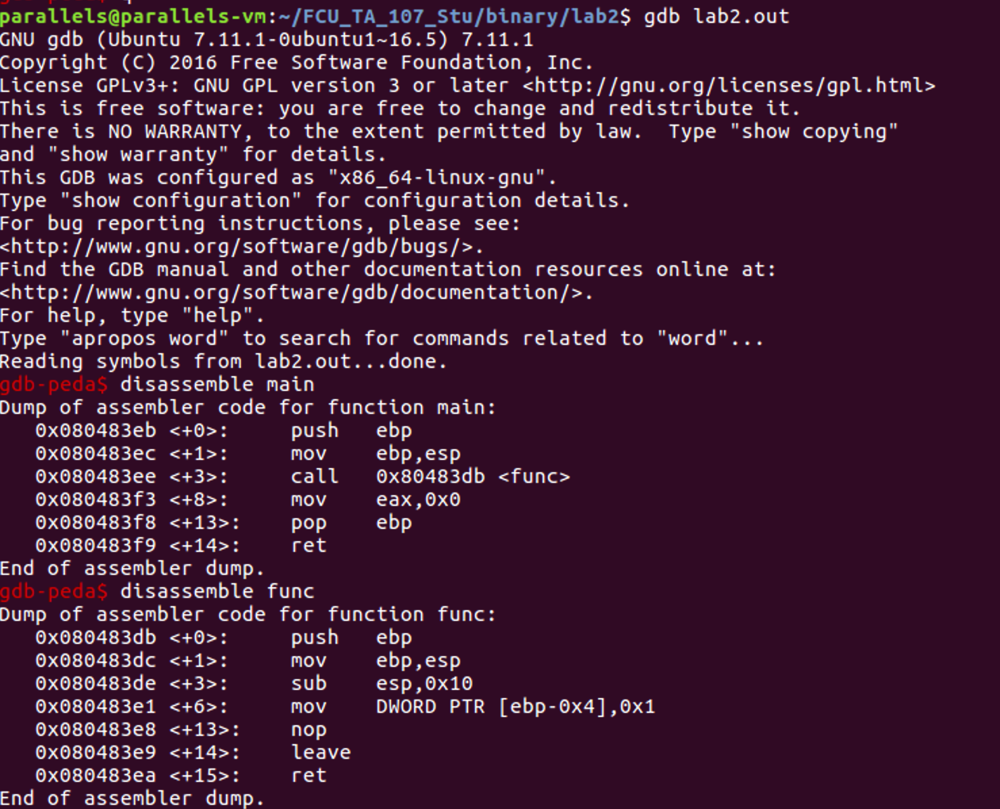 parallels@parallels-vm:~/FCU_TA_107_Stu/binary/lab2$ gdb lab2.out
GNU gdb (Ubuntu 7.11.1-0ubuntu1~16.5) 7.11.1
Copyright (C) 2016 Free Software Foundation, Inc.
License GPLv3+: GNU GPL version 3 or later <http://gnu.org/licenses/gpl.html>
This is free software: you are free to change and redistribute it.
There is NO WARRANTY, to the extent permitted by law.  Type "show copying"
and "show warranty" for details.
This GDB was configured as "x86_64-linux-gnu".
Type "show configuration" for configuration details.
For bug reporting instructions, please see:
<http://www.gnu.org/software/gdb/bugs/>.
Find the GDB manual and other documentation resources online at:
<http://www.gnu.org/software/gdb/documentation/>.
For help, type "help".
Type "apropos word" to search for commands related to "word"...
Reading symbols from lab2.out...done.
gdb-peda$ disassemble main
Dump of assembler code for function main:
   0x080483eb <+0>:     push   ebp
   0x080483ec <+1>:     mov    ebp,esp
   0x080483ee <+3>:     call   0x80483db <func>
   0x080483f3 <+8>:     mov    eax,0x0
   0x080483f8 <+13>:    pop    ebp
   0x080483f9 <+14>:    ret
End of assembler dump.
gdb-peda$ disassemble func
Dump of assembler code for function func:
   0x080483db <+0>:     push   ebp
   0x080483dc <+1>:     mov    ebp,esp
   0x080483de <+3>:     sub    esp,0x10
   0x080483e1 <+6>:     mov    DWORD PTR [ebp-0x4],0x1
   0x080483e8 <+13>:    nop
   0x080483e9 <+14>:    leave
   0x080483ea <+15>:    ret
End of assembler dump.